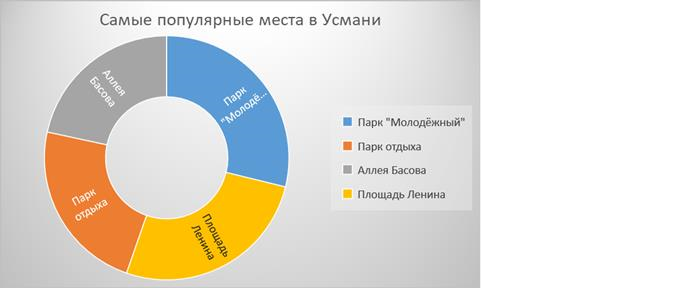 Самые популярные места в Усмани
Парк
"Молодё...
Площадь
Ленина
Парк
отдыха
Аллея
Басова
Парк "Молодёжный"
Парк отдыха
Аллея Басова
Площадь Ленина